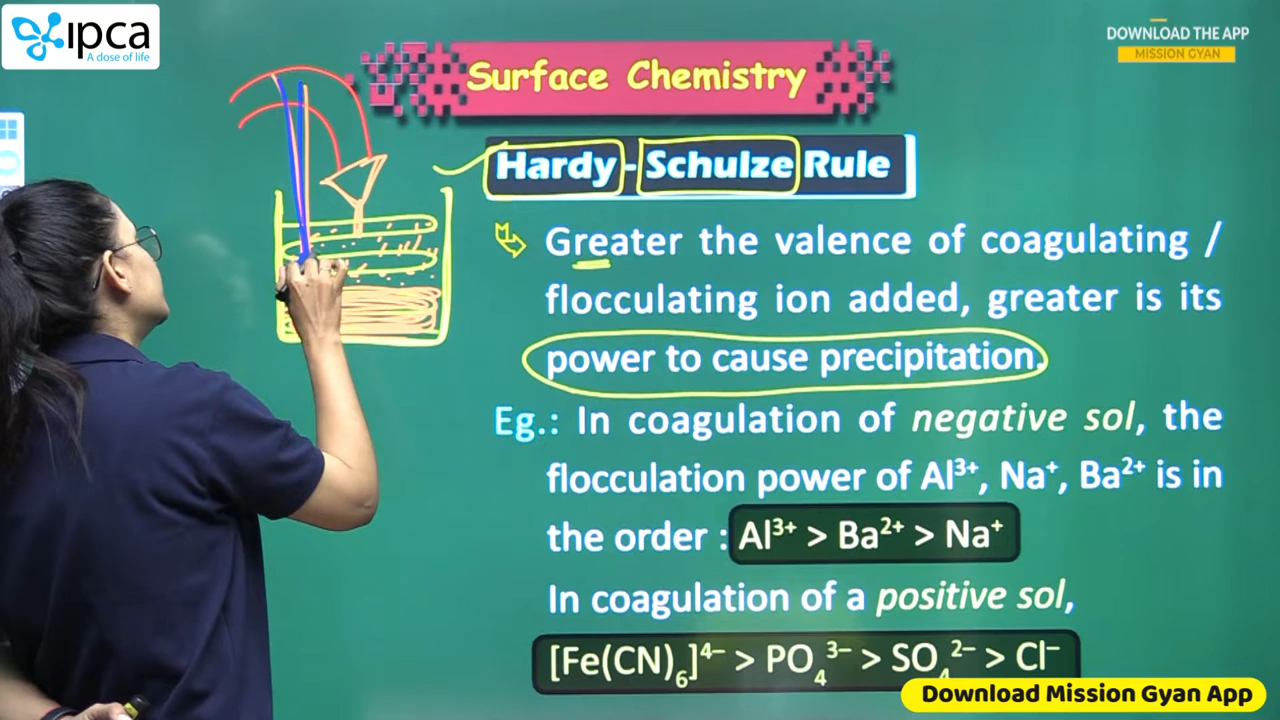 ipca
A dose of life
DOWNLOAD THE APP
MISSION GYAN
Surface Chemistry
Hardy - Schulze Rule
Greater the valence of coagulating /
flocculating ion added, greater is its
power to cause precipitation.
Eg.: In coagulation of negative sol, the
flocculation power of Al³⁺, Na⁺, Ba²⁺ is in
the order : Al³⁺ > Ba²⁺ > Na⁺
In coagulation of a positive sol,
[Fe(CN)₆]⁴⁻ > PO₄³⁻ > SO₄²⁻ > Cl⁻
Download Mission Gyan App